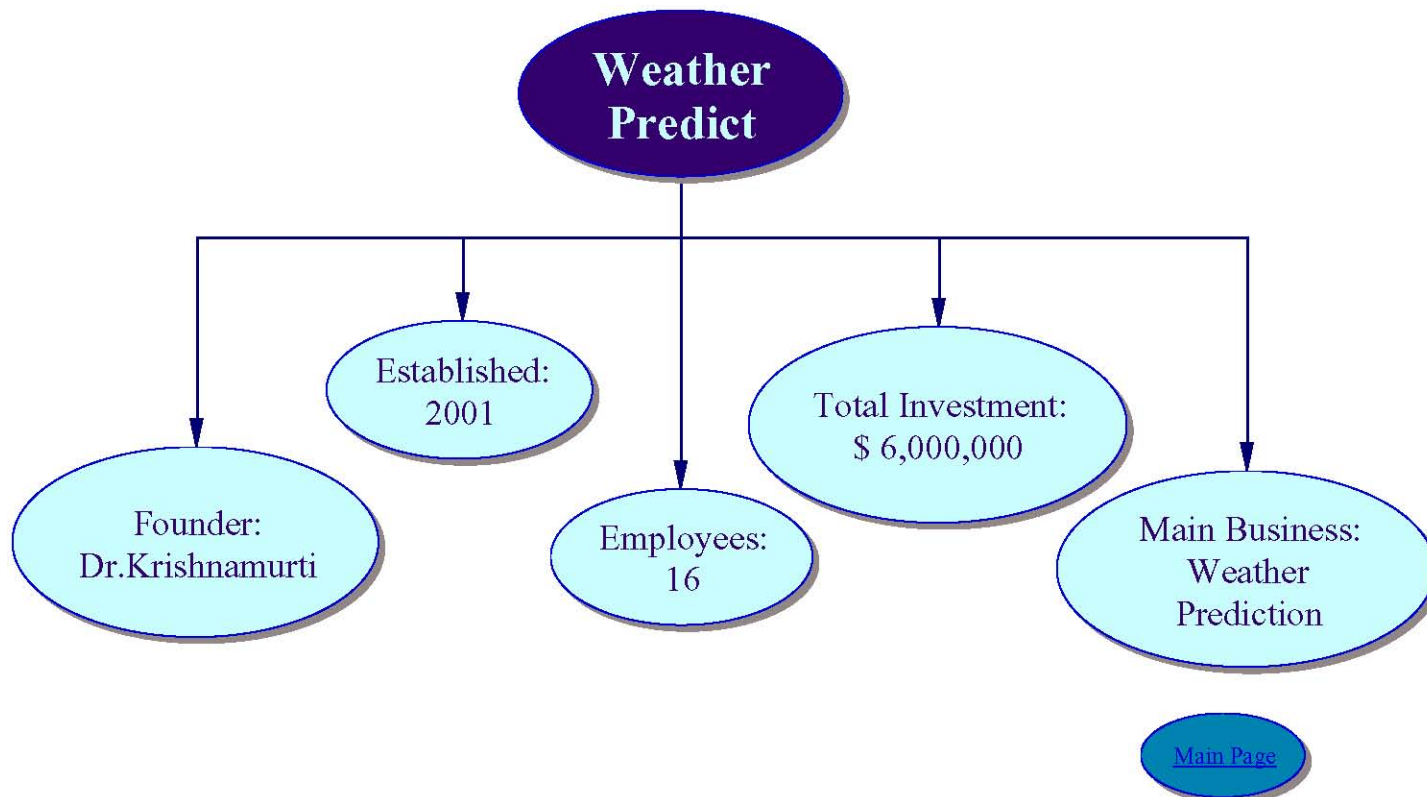 Weather
Predict
Established:
2001
Total Investment:
$ 6,000,000
Founder:
Dr.Krishnamurti
Employees:
16
Main Business:
Weather
Prediction
Main Page